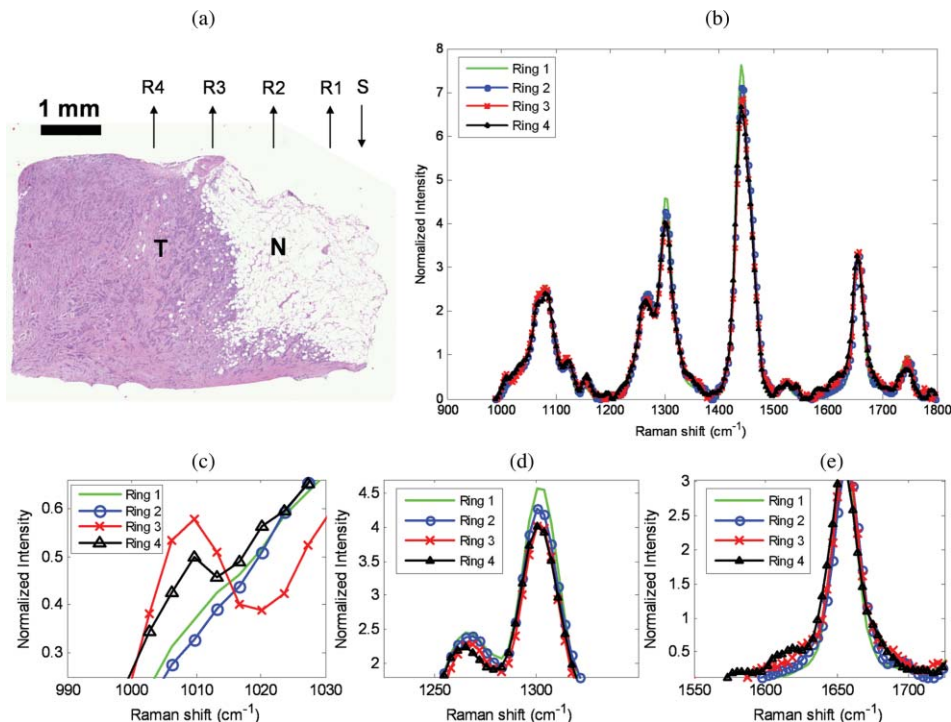 (a)
R4 R3 R2 R1 S
1 mm
T N
(b)
Ring 1
Ring 2
Ring 3
Ring 4
Normalized Intensity
8
7
6
5
4
3
2
1
0
900 1000 1100 1200 1300 1400 1500 1600 1700 1800
Raman shift (cm-1)
(c)
Ring 1
Ring 2
Ring 3
Ring 4
Normalized Intensity
0.6
0.5
0.4
0.3
990 1000 1010 1020 1030
Raman shift (cm-1)
(d)
Ring 1
Ring 2
Ring 3
Ring 4
Normalized Intensity
4.5
4
3.5
3
2.5
2
1250 1300
Raman shift (cm-1)
(e)
Ring 1
Ring 2
Ring 3
Ring 4
Normalized Intensity
3
2.5
2
1.5
1
0.5
1550 1600 1650 1700
Raman shift (cm-1)